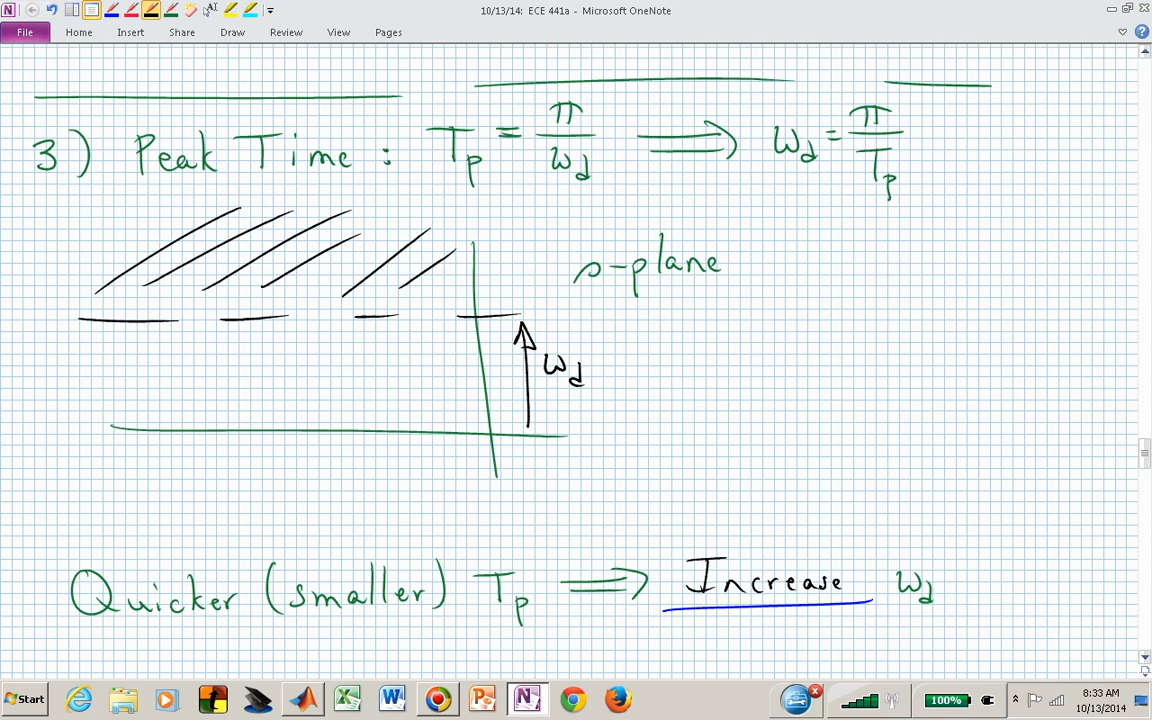 10/13/14: ECE 441a - Microsoft OneNote
File Home Insert Share Draw Review View Pages
3) Peak Time: Tp = π/ωd ⟹ ωd = π/Tp
s-plane
ωd
Quicker (smaller) Tp ⟹ Increase ωd
Start
100%
8:33 AM
10/13/2014